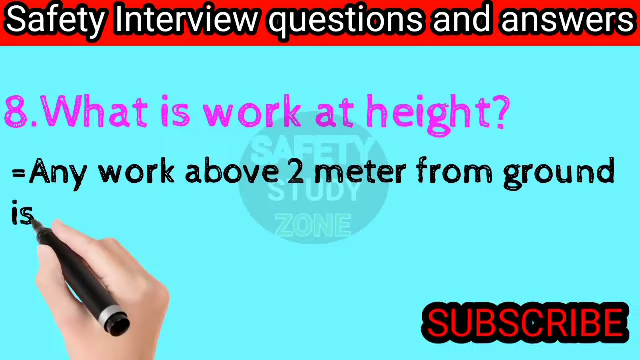 Safety Interview questions and answers
8.What is work at height?
=Any work above 2 meter from ground
is
SAFETY
STUDY
ZONE
SUBSCRIBE